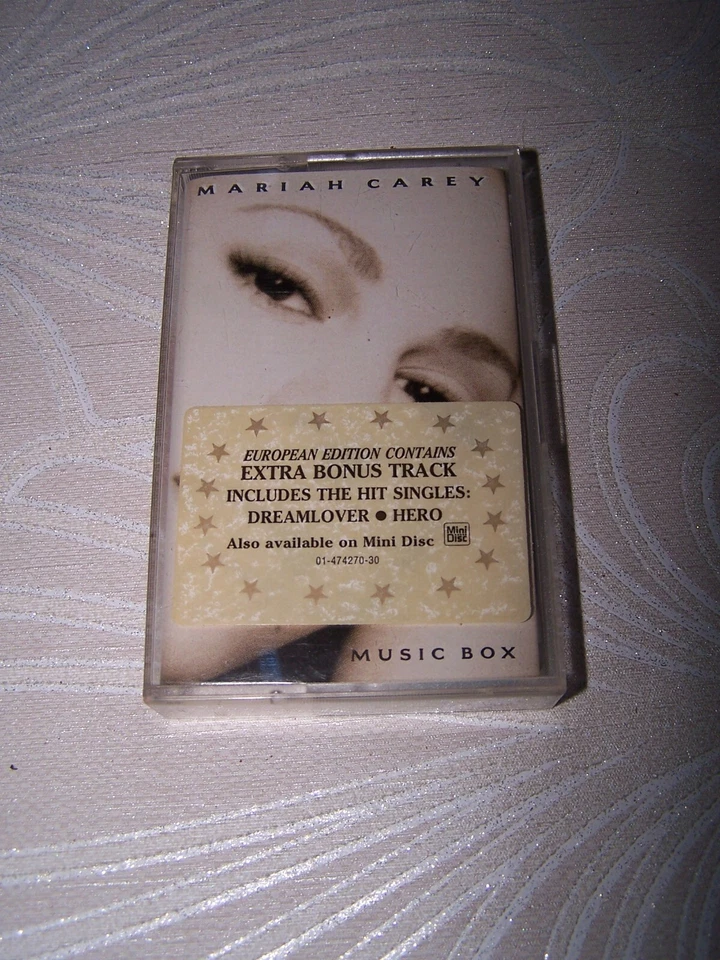 MARIAH CAREY
EUROPEAN EDITION CONTAINS
EXTRA BONUS TRACK
INCLUDES THE HIT SINGLES:
DREAMLOVER ● HERO
Also available on Mini Disc Mini Disc
01-474270-30
MUSIC BOX